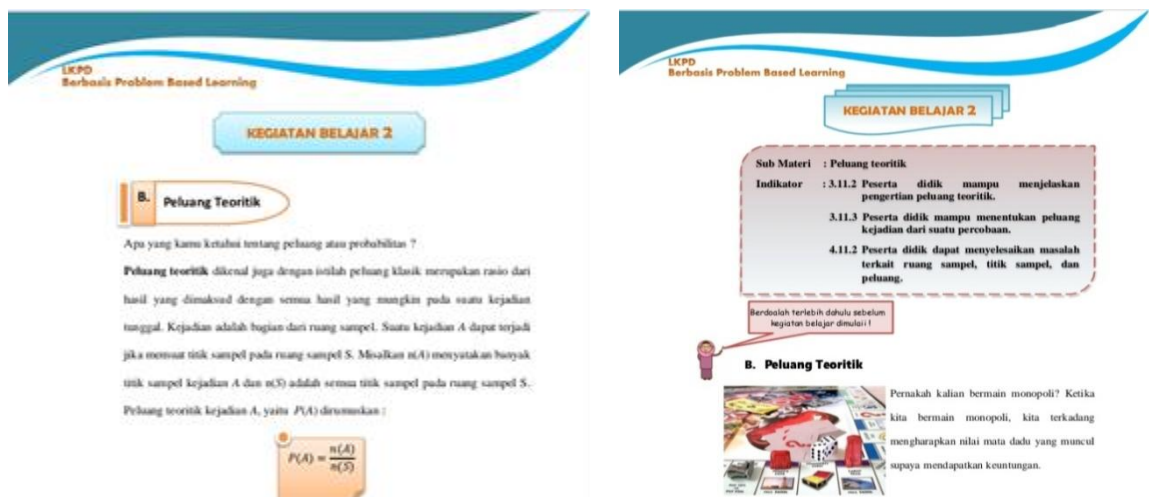 LKPD
Berbasis Problem Based Learning
KEGIATAN BELAJAR 2
B. Peluang Teoritik
Apa yang kamu ketahui tentang peluang atau probabilitas ?
Peluang teoritik dikenal juga dengan istilah peluang klasik merupakan rasio dari
hasil yang dimaksud dengan semua hasil yang mungkin pada suatu kejadian
tunggal. Kejadian adalah bagian dari ruang sampel. Suatu kejadian A dapat terjadi
jika memuat titik sampel pada ruang sampel S. Misalkan n(A) menyatakan banyak
titik sampel kejadian A dan n(S) adalah semua titik sampel pada ruang sampel S.
Peluang teoritik kejadian A, yaitu P(A) dirumuskan :
P(A) = n(A)/n(S)
LKPD
Berbasis Problem Based Learning
KEGIATAN BELAJAR 2
Sub Materi : Peluang teoritik
Indikator : 3.11.2 Peserta didik mampu menjelaskan
pengertian peluang teoritik.
3.11.3 Peserta didik mampu menentukan peluang
kejadian dari suatu percobaan.
4.11.2 Peserta didik dapat menyelesaikan masalah
terkait ruang sampel, titik sampel, dan
peluang.
Berdoalah terlebih dahulu sebelum
kegiatan belajar dimulai !
B. Peluang Teoritik
Pernakah kalian bermain monopoli? Ketika
kita bermain monopoli, kita terkadang
mengharapkan nilai mata dadu yang muncul
supaya mendapatkan keuntungan.